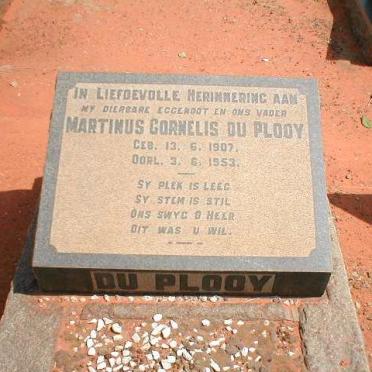 IN LIEFDEVOLLE HERINNERING AAN
MY DIERBARE EGGENOOT EN ONS VADER
MARTINUS CORNELIS DU PLOOY
GEB. 13. 6. 1907.
OORL. 3. 6. 1953.
SY PLEK IS LEEG
SY STEM IS STIL
ONS SWYG O HEER
DIT WAS U WIL.
DU PLOOY